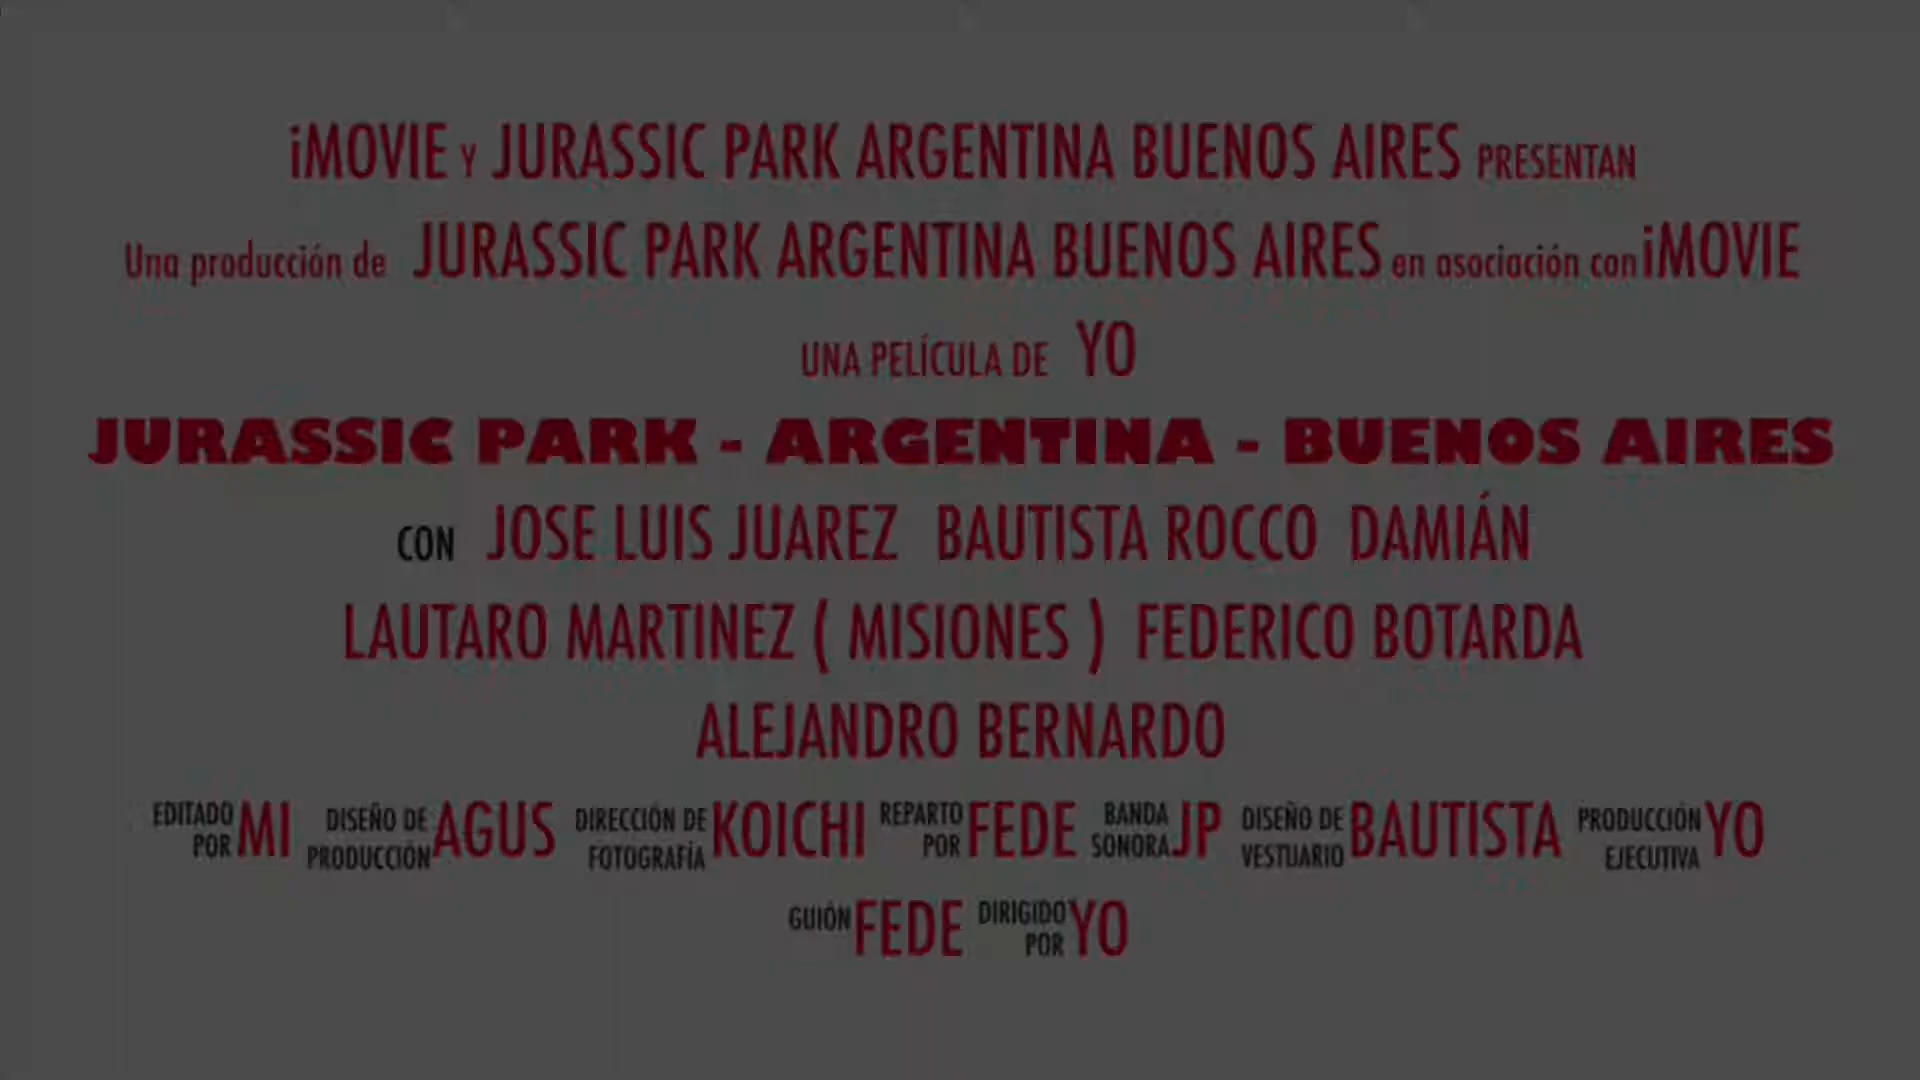 iMOVIE Y JURASSIC PARK ARGENTINA BUENOS AIRES PRESENTAN
Una producción de JURASSIC PARK ARGENTINA BUENOS AIRES en asociación con iMOVIE
UNA PELÍCULA DE YO
JURASSIC PARK - ARGENTINA - BUENOS AIRES
CON JOSE LUIS JUAREZ BAUTISTA ROCCO DAMIÁN
LAUTARO MARTINEZ ( MISIONES ) FEDERICO BOTARDA
ALEJANDRO BERNARDO
EDITADO POR MI DISEÑO DE PRODUCCIÓN AGUS DIRECCIÓN DE FOTOGRAFÍA KOICHI REPARTO POR FEDE BANDA SONORA JP DISEÑO DE VESTUARIO BAUTISTA PRODUCCIÓN EJECUTIVA YO
GUIÓN FEDE DIRIGIDO POR YO